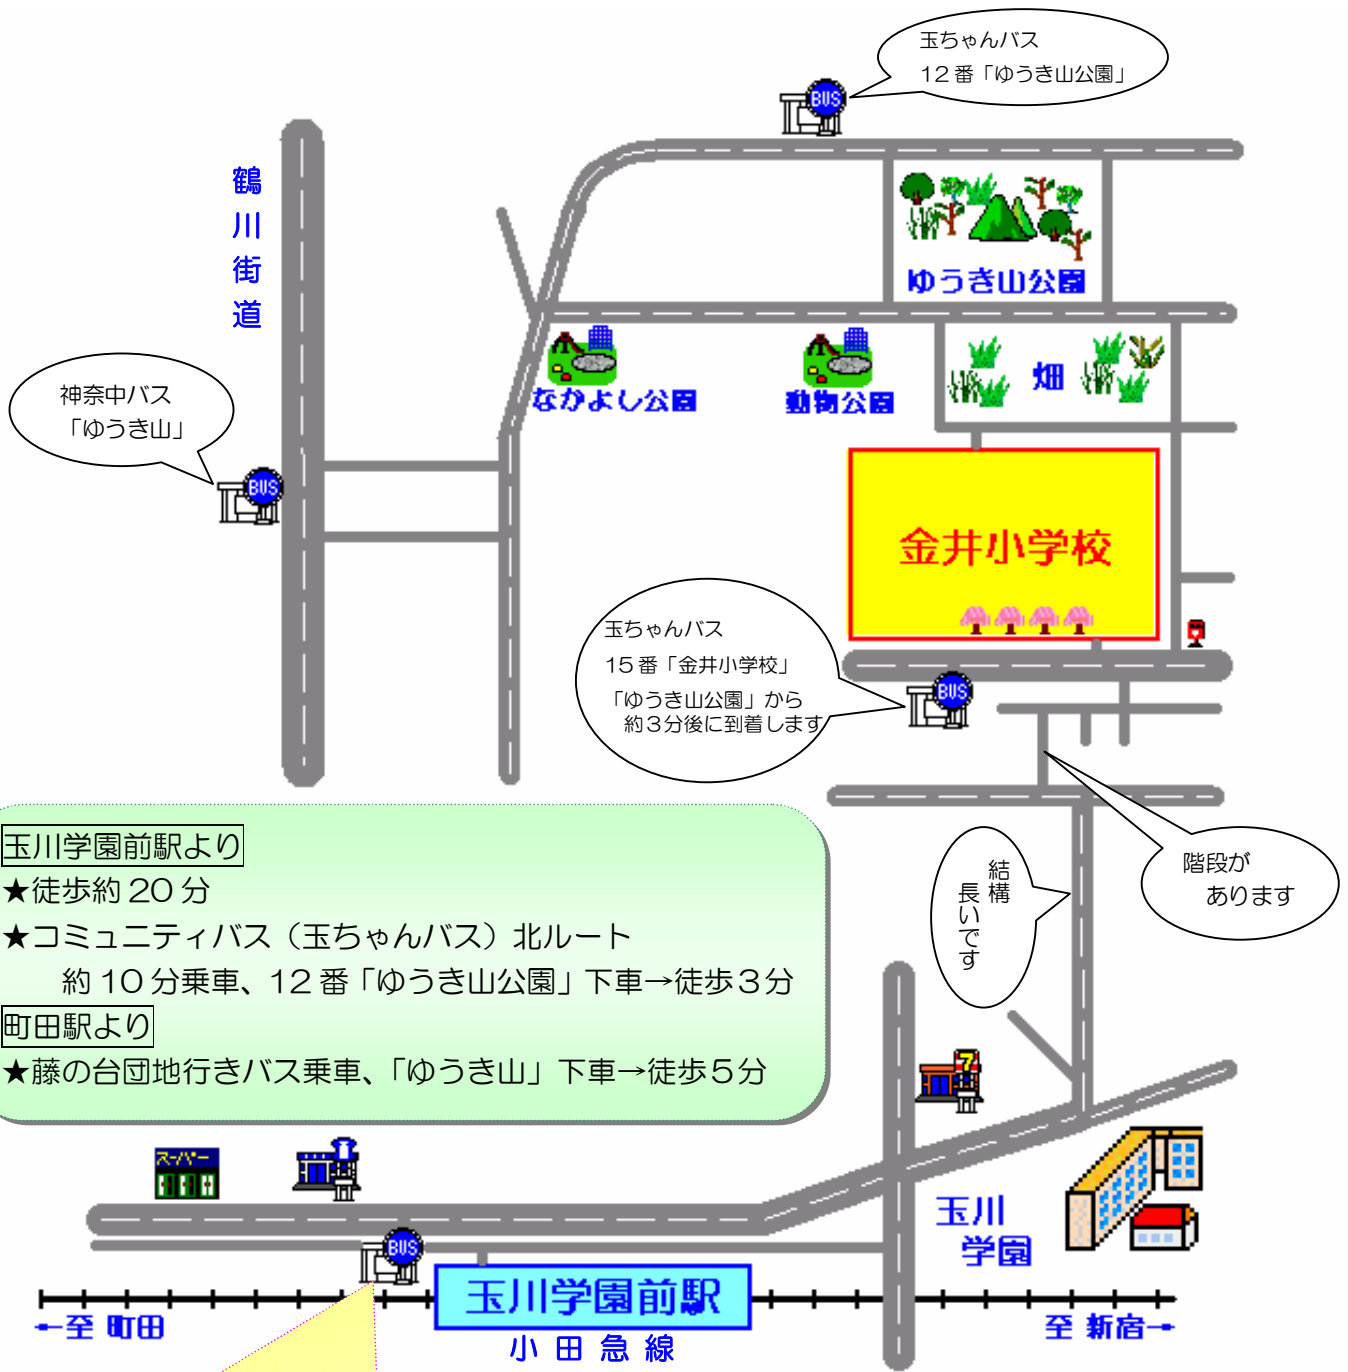 玉ちゃんバス
12番「ゆうき山公園」
BUS
鶴川街道
ゆうき山公園
なかよし公園
動物公園
畑
神奈中バス
「ゆうき山」
BUS
金井小学校
玉ちゃんバス
15番「金井小学校」
「ゆうき山公園」から
約3分後に到着します
BUS
階段が
あります
結構
長いです
玉川学園前駅より
★徒歩約20分
★コミュニティバス（玉ちゃんバス）北ルート
約10分乗車、12番「ゆうき山公園」下車→徒歩3分
町田駅より
★藤の台団地行きバス乗車、「ゆうき山」下車→徒歩5分
7
スーパー
玉川
学園
BUS
玉川学園前駅
←至 町田
至 新宿→
小田急線